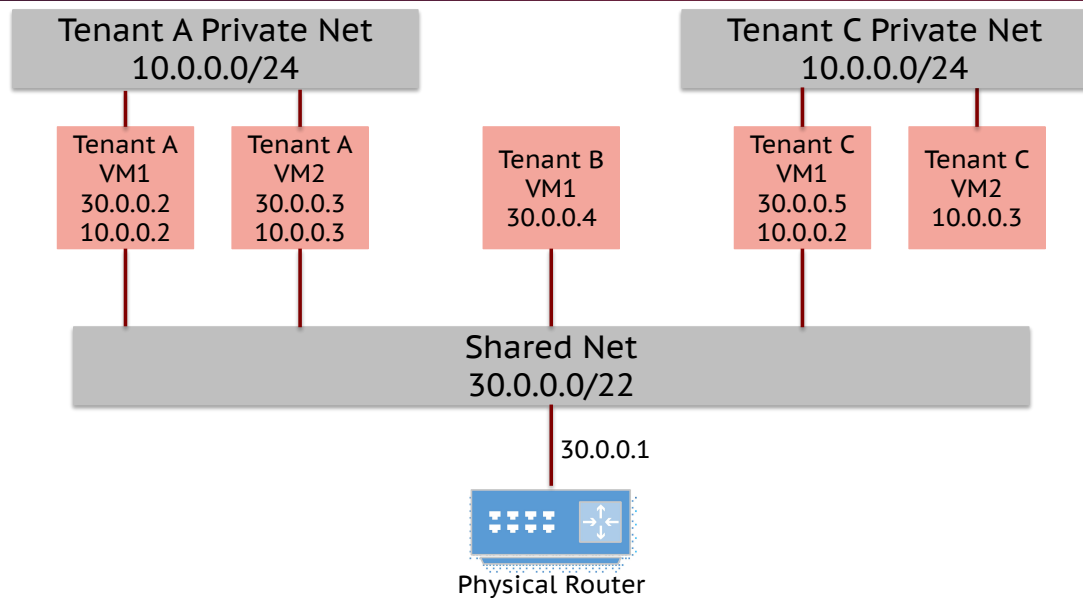 Tenant A Private Net
10.0.0.0/24
Tenant C Private Net
10.0.0.0/24
Tenant A
VM1
30.0.0.2
10.0.0.2
Tenant A
VM2
30.0.0.3
10.0.0.3
Tenant B
VM1
30.0.0.4
Tenant C
VM1
30.0.0.5
10.0.0.2
Tenant C
VM2
10.0.0.3
Shared Net
30.0.0.0/22
30.0.0.1
Physical Router